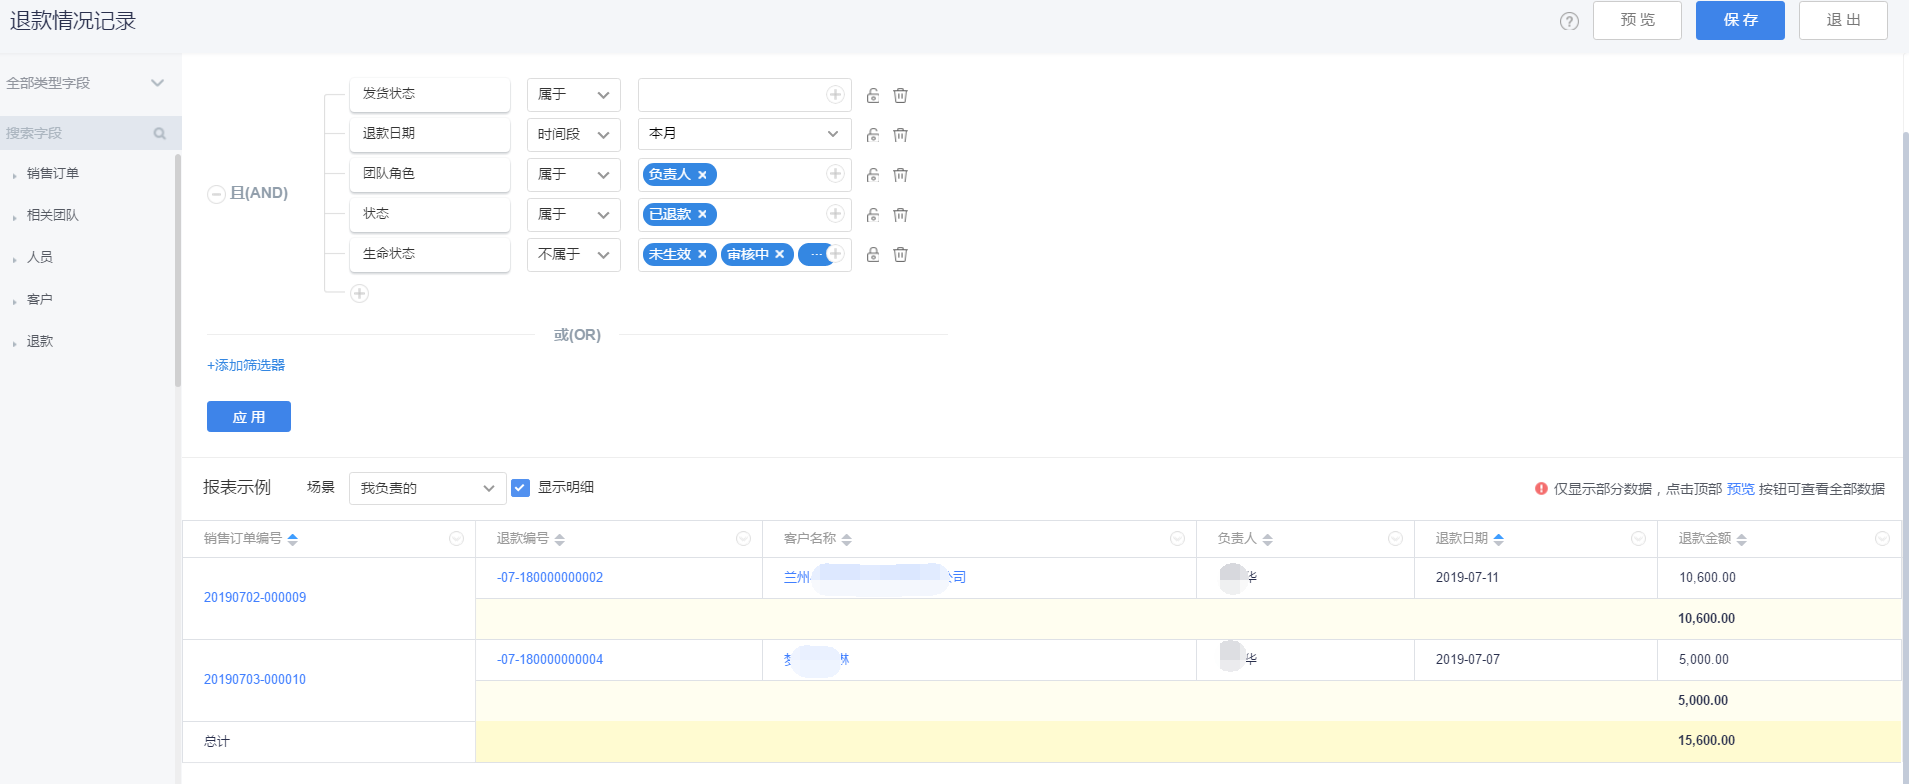 退款情况记录
预 览
保 存
退 出
全部类型字段
搜索字段
销售订单
相关团队
人员
客户
退款
且(AND)
发货状态 属于
退款日期 时间段 本月
团队角色 属于 负责人
状态 属于 已退款
生命状态 不属于 未生效 审核中 ...
或(OR)
+添加筛选器
应 用
报表示例 场景 我负责的 显示明细
仅显示部分数据，点击顶部 预览 按钮可查看全部数据
销售订单编号 退款编号 客户名称 负责人 退款日期 退款金额
20190702-000009 -07-180000000002 兰州 公司 华 2019-07-11 10,600.00
10,600.00
20190703-000010 -07-180000000004 华 2019-07-07 5,000.00
5,000.00
总计 15,600.00